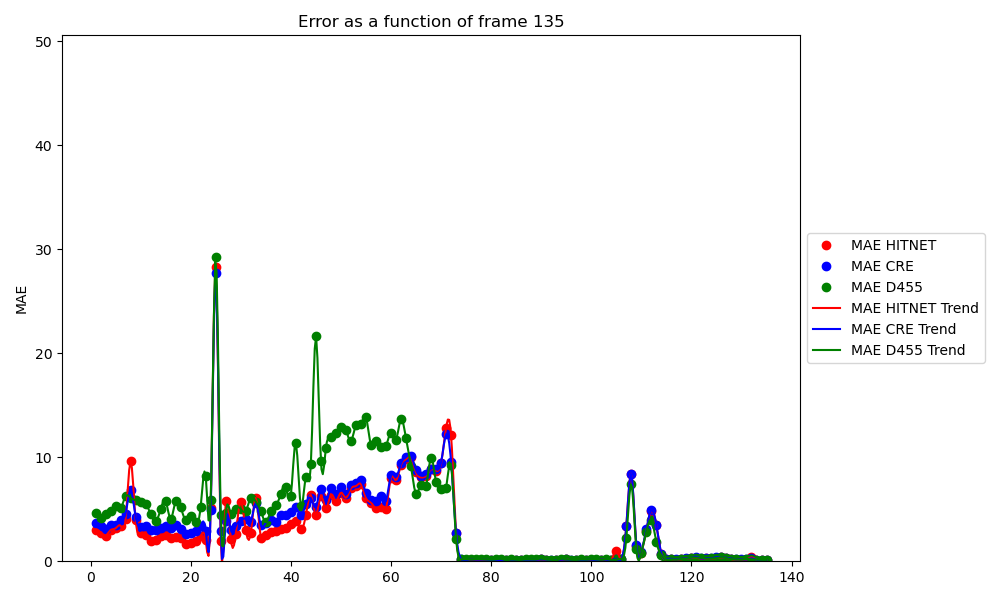 Error as a function of frame 135
50
40
30
20
10
0
MAE
0 20 40 60 80 100 120 140
MAE HITNET
MAE CRE
MAE D455
MAE HITNET Trend
MAE CRE Trend
MAE D455 Trend